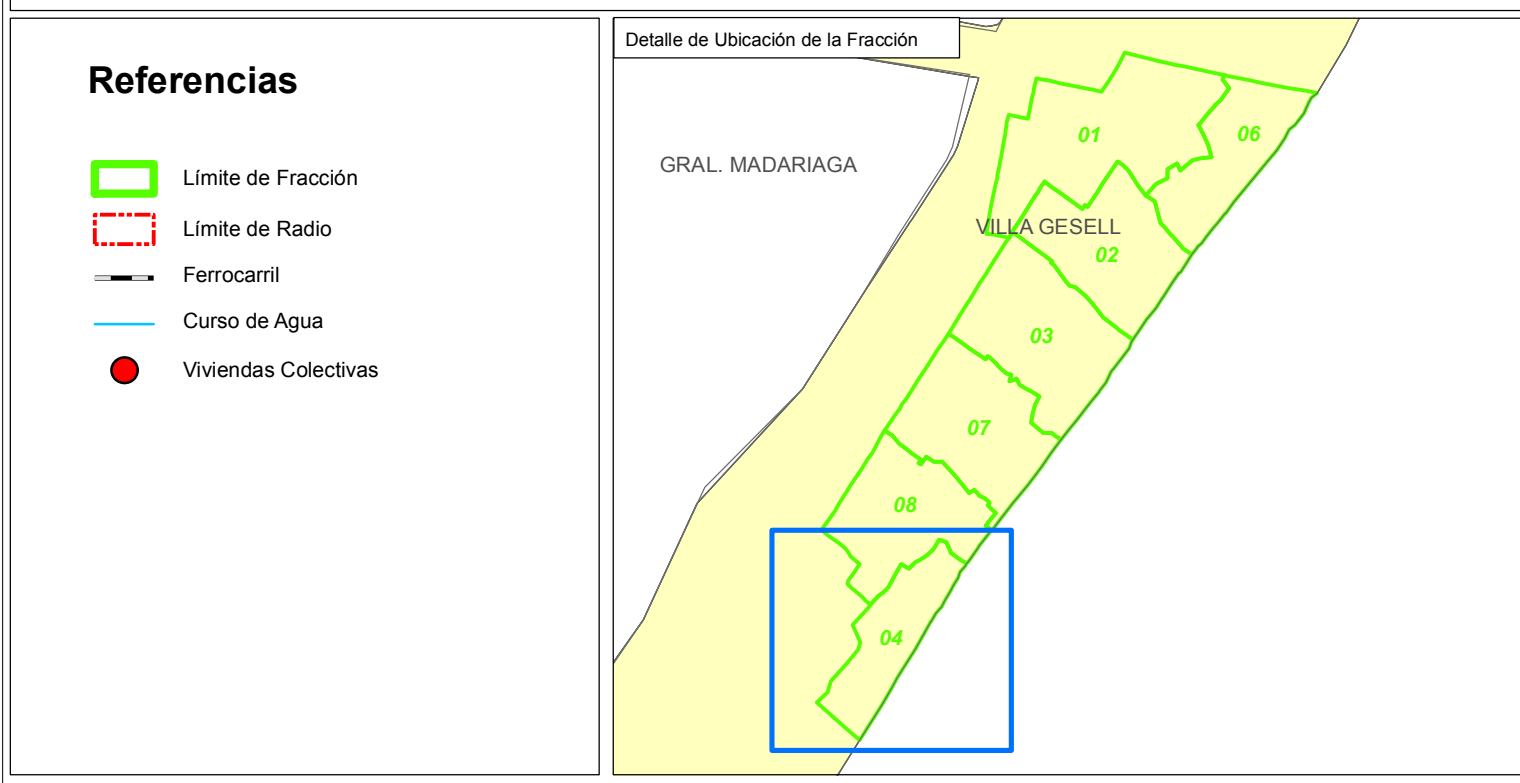 Referencias
Límite de Fracción
Límite de Radio
Ferrocarril
Curso de Agua
Viviendas Colectivas
Detalle de Ubicación de la Fracción
GRAL. MADARIAGA
VILLA GESELL
01
06
02
03
07
08
04